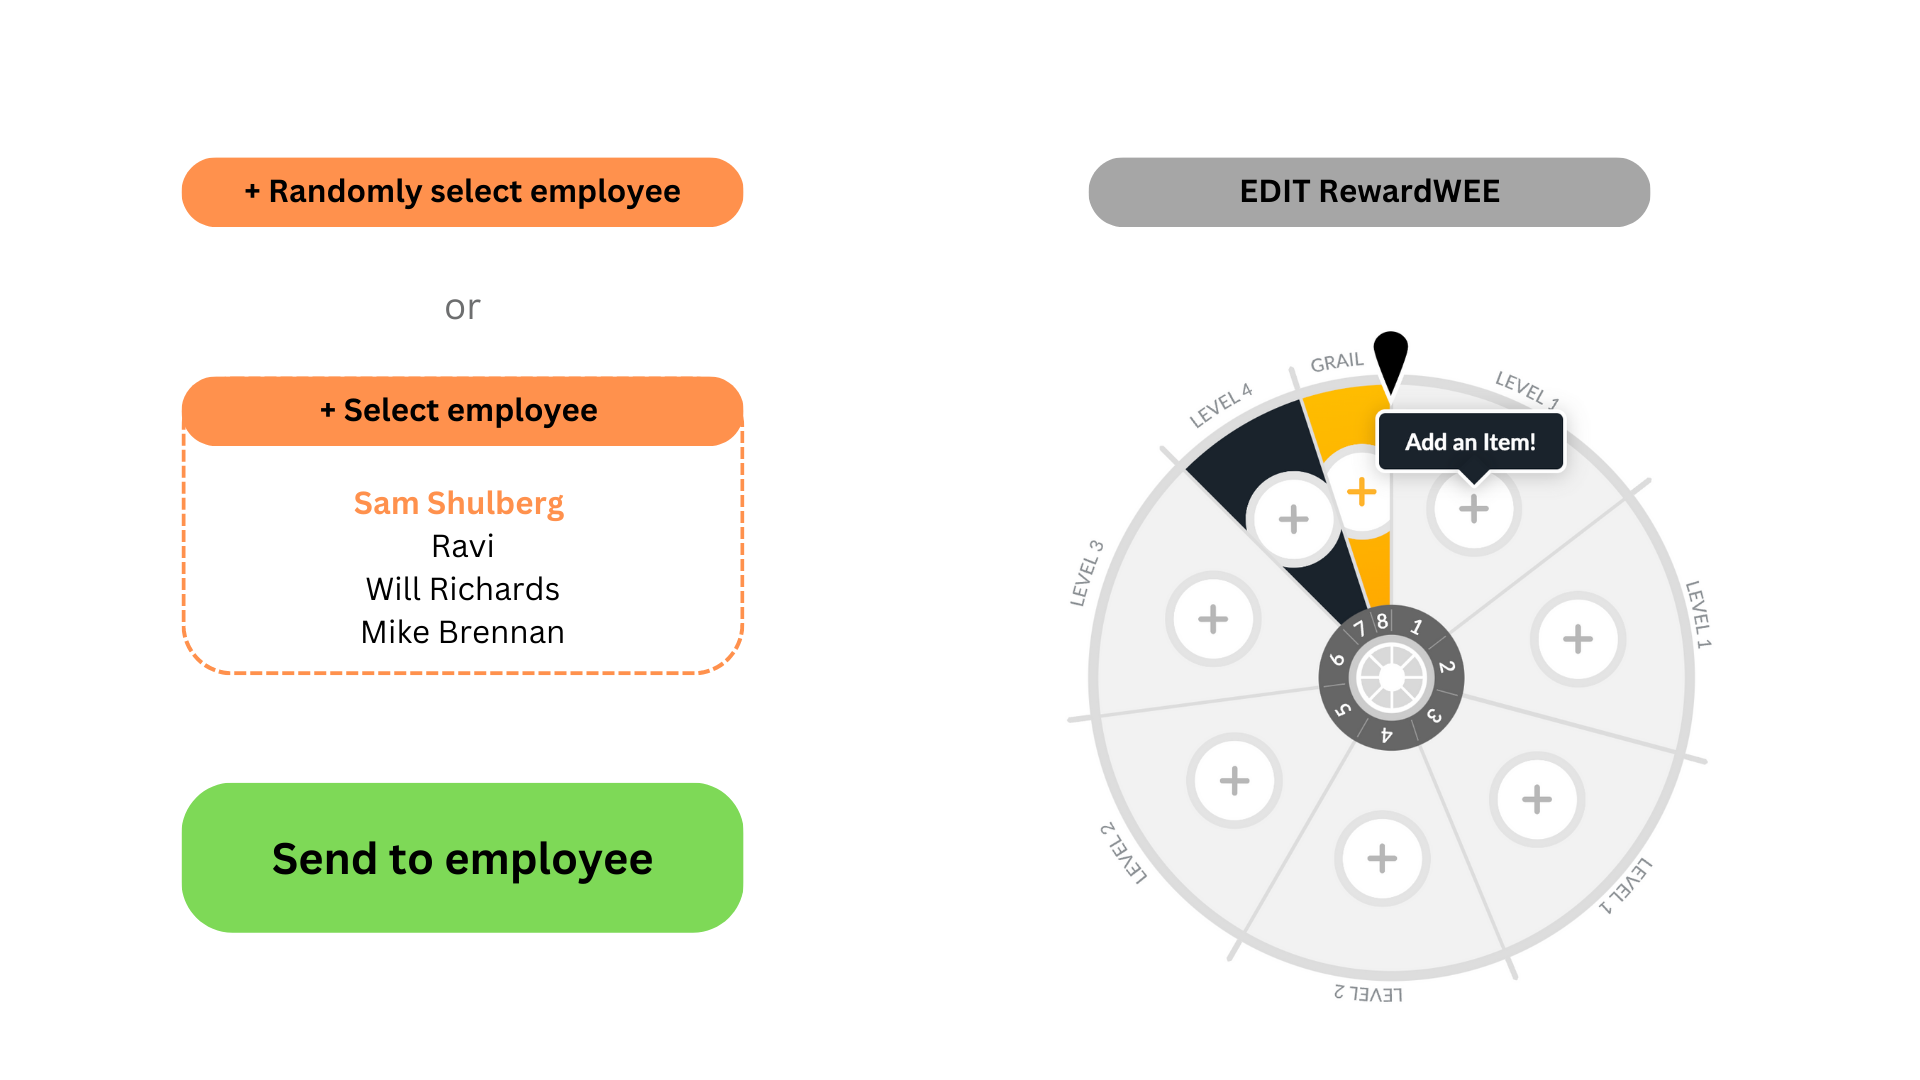 + Randomly select employee
or
+ Select employee
Sam Shulberg
Ravi
Will Richards
Mike Brennan
Send to employee
EDIT RewardWEE
GRAIL
LEVEL 1
LEVEL 1
LEVEL 1
LEVEL 2
LEVEL 2
LEVEL 3
LEVEL 4
Add an Item!
+
+
+
+
+
+
+
+
1
2
3
4
5
6
7
8